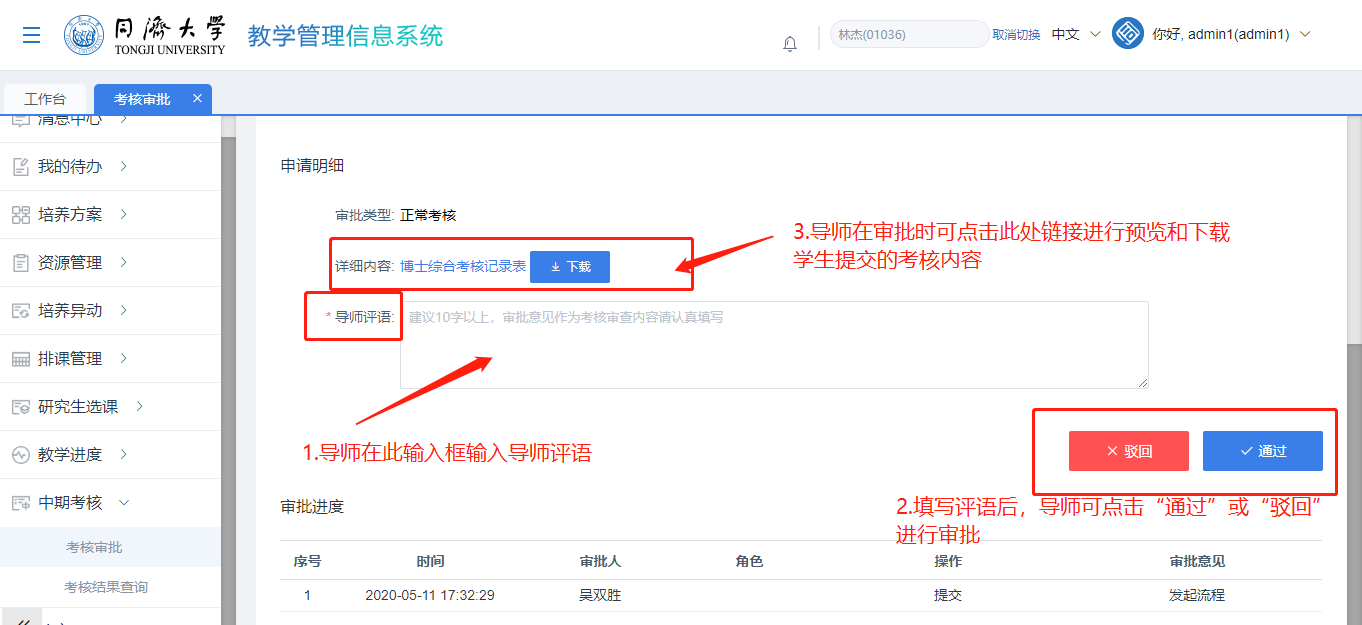 同濟大學
TONGJI UNIVERSITY
教学管理信息系统
林杰(01036)
取消切换
中文
你好, admin1(admin1)
工作台
考核审批
消息中心
我的待办
培养方案
资源管理
培养异动
排课管理
研究生选课
教学进度
中期考核
考核审批
考核结果查询
申请明细
审批类型: 正常考核
详细内容: 博士综合考核记录表 下载
3.导师在审批时可点击此处链接进行预览和下载
学生提交的考核内容
* 导师评语: 建议10字以上，审批意见作为考核审查内容请认真填写
1.导师在此输入框输入导师评语
驳回 通过
2.填写评语后，导师可点击“通过”或“驳回”
进行审批
审批进度
序号 时间 审批人 角色 操作 审批意见
1 2020-05-11 17:32:29 吴双胜 提交 发起流程